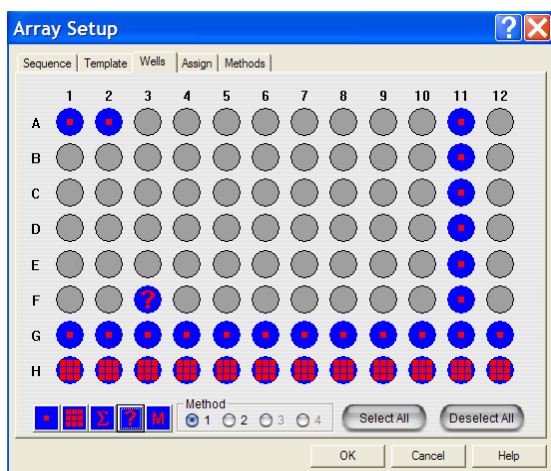 Array Setup ?
Sequence Template Wells Assign Methods
1 2 3 4 5 6 7 8 9 10 11 12
A
B
C
D
E
F ?
G
H
Σ ? M Method 1 2 3 4 Select All Deselect All
OK Cancel Help